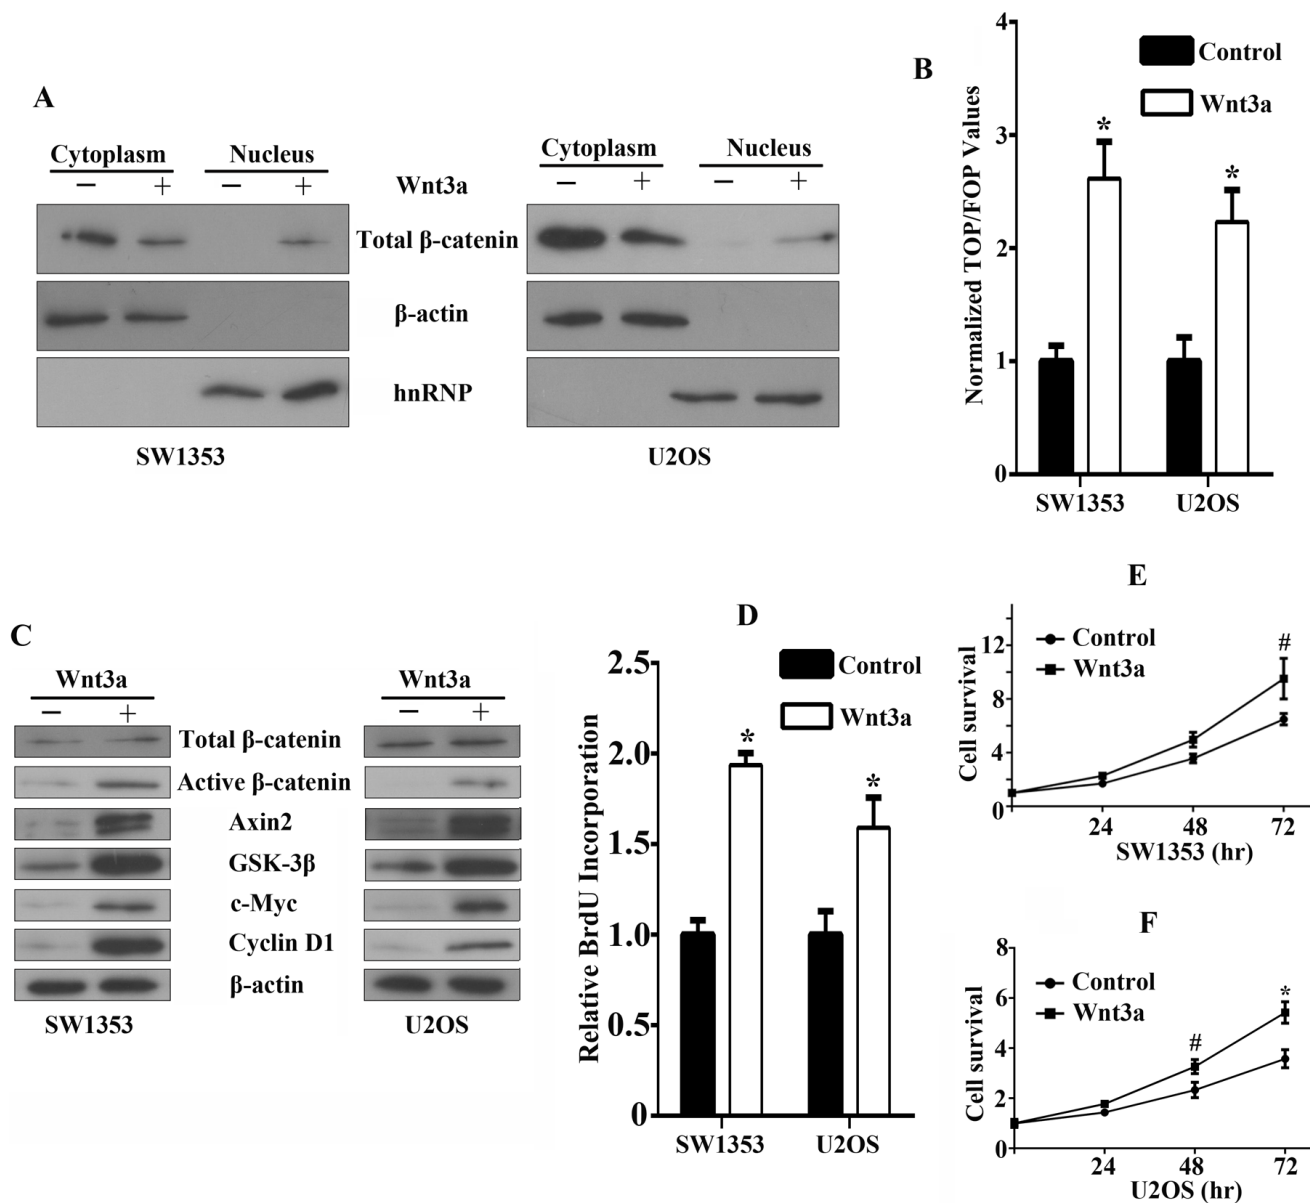 A
Cytoplasm Nucleus
− + − +
Wnt3a
Cytoplasm Nucleus
− + − +
Total β-catenin
β-actin
hnRNP
SW1353
U2OS
B
Normalized TOP/FOP Values
4
3
2
1
0
Control
Wnt3a
*
*
SW1353 U2OS
C
Wnt3a
− +
Wnt3a
− +
Total β-catenin
Active β-catenin
Axin2
GSK-3β
c-Myc
Cyclin D1
β-actin
SW1353
U2OS
D
Relative BrdU Incorporation
2.5
2.0
1.5
1.0
0.5
0
Control
Wnt3a
*
*
SW1353 U2OS
E
Cell survival
12
8
4
0
Control
Wnt3a
#
24 48 72
SW1353 (hr)
F
Cell survival
8
6
4
2
0
Control
Wnt3a
#
*
24 48 72
U2OS (hr)